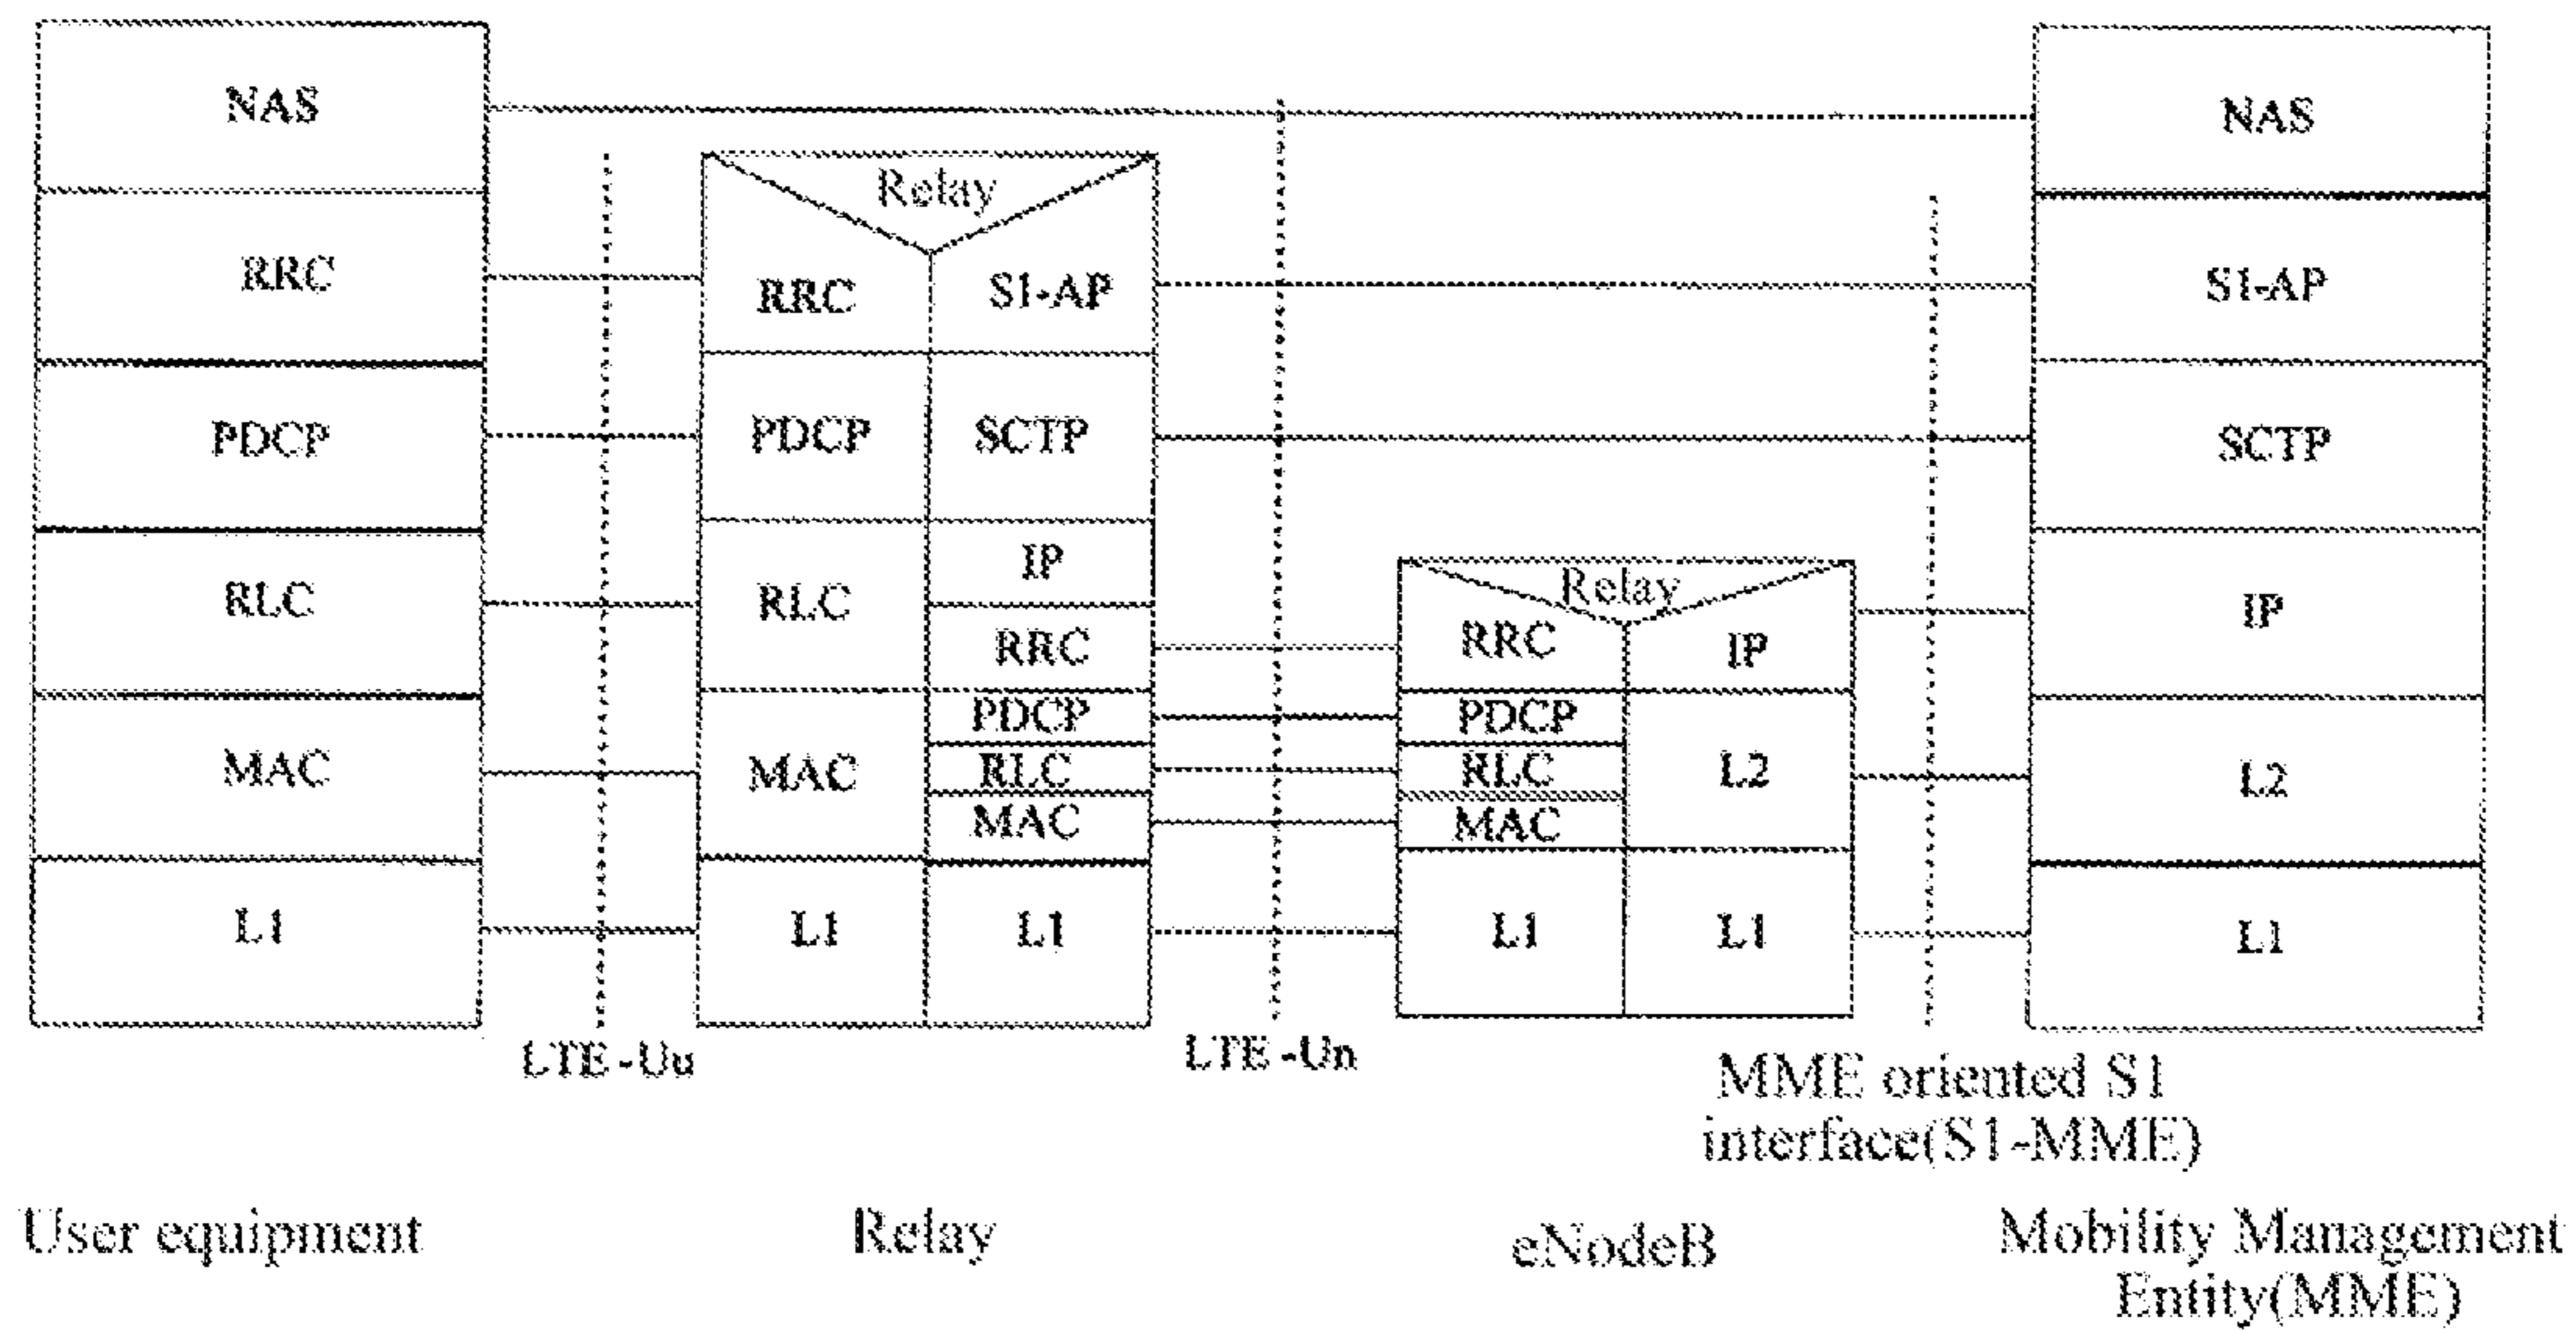 NAS
RRC
PDCP
RLC
MAC
L1
LTE-Uu
User equipment
Relay
RRC
S1-AP
PDCP
SCTP
RLC
IP
RRC
MAC
PDCP
RLC
MAC
L1
L1
LTE-Un
Relay
Relay
RRC
IP
PDCP
RLC
L2
MAC
L1
L1
eNodeB
NAS
S1-AP
SCTP
IP
L2
L1
MME oriented S1
interface(S1-MME)
Mobility Management
Entity(MME)